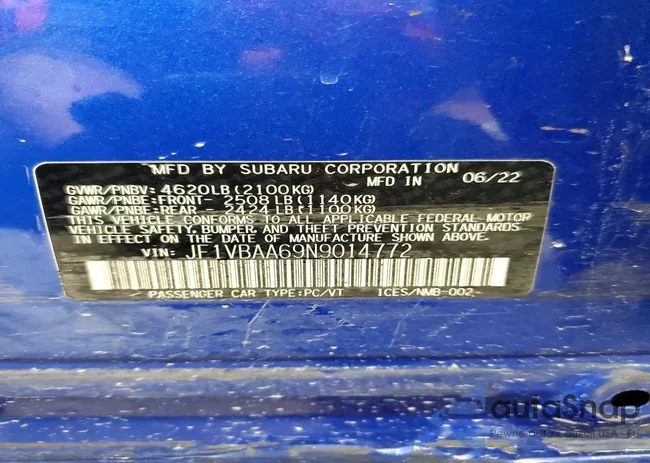 MFD BY SUBARU CORPORATION
MFD IN 06/22
GVWR/PNBV: 4620LB(2100KG)
GAWR/PNBE:FRONT- 2508LB(1140KG)
GAWR/PNBE:REAR - 2424LB(1100KG)
THIS VEHICLE CONFORMS TO ALL APPLICABLE FEDERAL MOTOR
VEHICLE SAFETY, BUMPER, AND THEFT PREVENTION STANDARDS
IN EFFECT ON THE DATE OF MANUFACTURE SHOWN ABOVE.
VIN: JF1VBAA69N9014772
PASSENGER CAR TYPE:PC/VT ICES/NMB-002
autoSnap